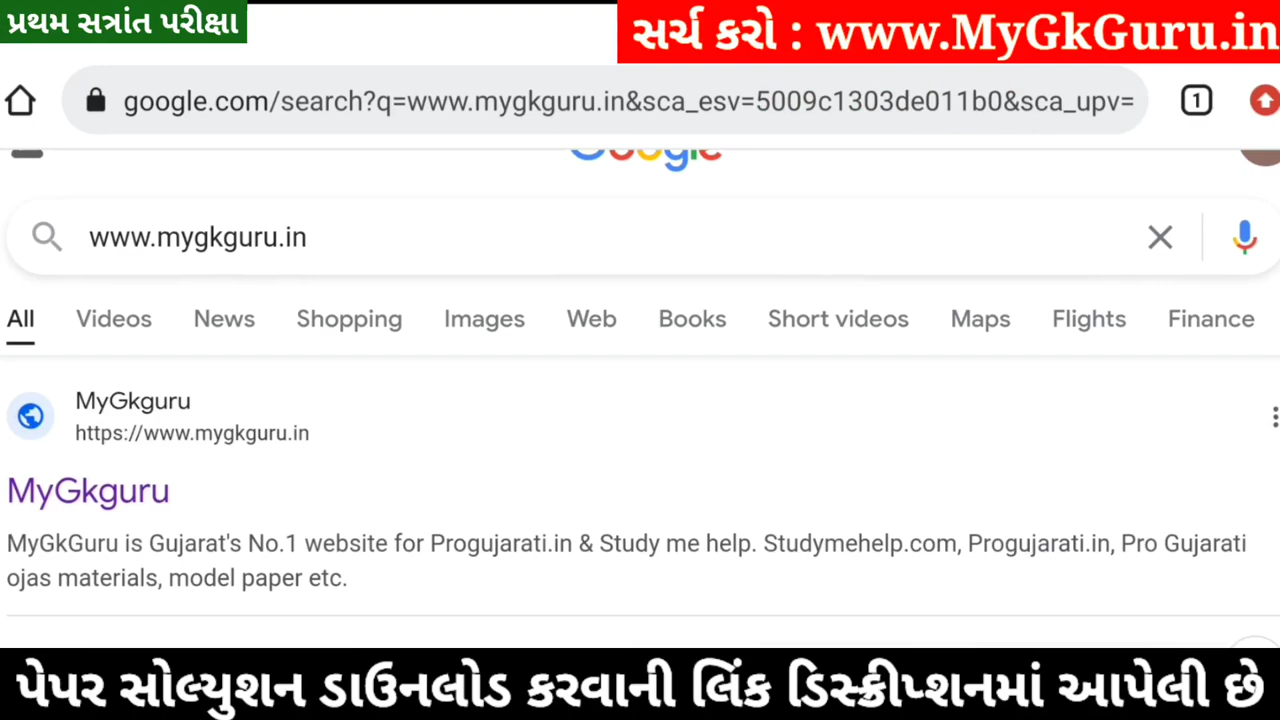 પ્રથમ સત્રાંત પરીક્ષા
સર્ચ કરો : www.MyGkGuru.in
google.com/search?q=www.mygkguru.in&sca_esv=5009c1303de011b0&sca_upv=
1
Google
www.mygkguru.in
All Videos News Shopping Images Web Books Short videos Maps Flights Finance
MyGkguru
https://www.mygkguru.in
MyGkguru
MyGkGuru is Gujarat's No.1 website for Progujarati.in & Study me help. Studymehelp.com, Progujarati.in, Pro Gujarati
ojas materials, model paper etc.
પેપર સોલ્યુશન ડાઉનલોડ કરવાની લિંક ડિસ્ક્રીપ્શનમાં આપેલી છે